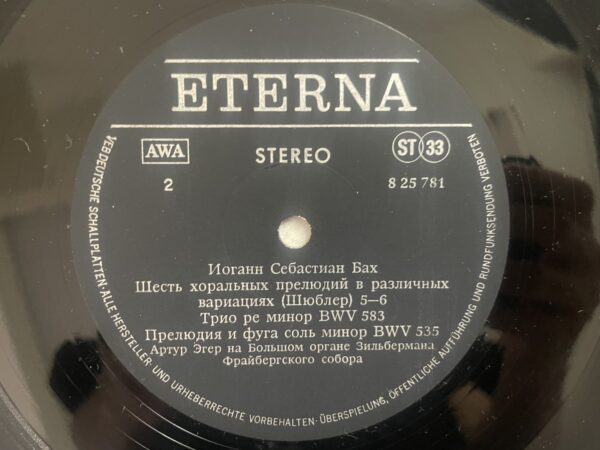 ETERNA
AWA STEREO ST 33
2 8 25 781
Иоганн Себастиан Бах
Шесть хоральных прелюдий в различных
вариациях (Шюблер) 5—6
Трио ре минор BWV 583
Прелюдия и фуга соль минор BWV 535
Артур Эгер на Большом органе Зильбермана
Фрайбергского собора
VEB DEUTSCHE SCHALLPLATTEN · ALLE HERSTELLER- UND URHEBERRECHTE VORBEHALTEN · ÜBERSPIELUNG, ÖFFENTLICHE AUFFÜHRUNG UND RUNDFUNKSENDUNG VERBOTEN